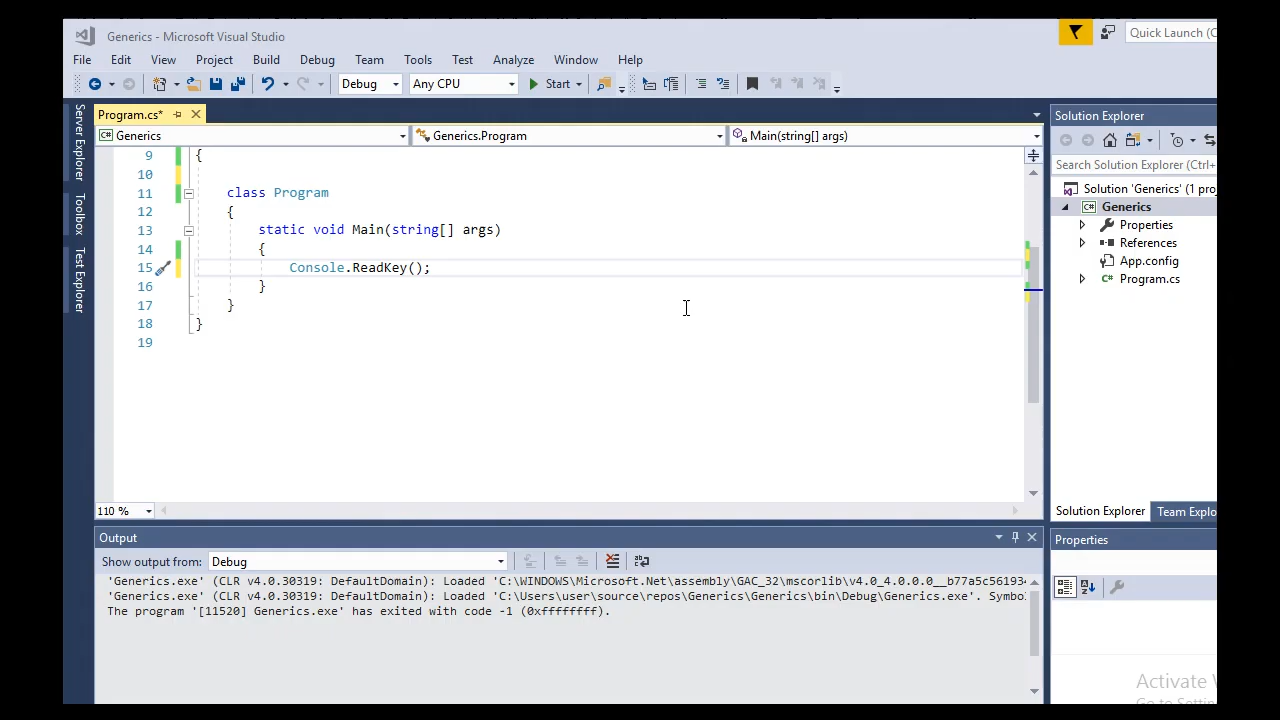 Generics - Microsoft Visual Studio
Quick Launch (C
File Edit View Project Build Debug Team Tools Test Analyze Window Help
Debug Any CPU Start
Server Explorer
Toolbox
Test Explorer
Program.cs*
C# Generics Generics.Program Main(string[] args)
9 {
10
11 class Program
12 {
13 static void Main(string[] args)
14 {
15 Console.ReadKey();
16 }
17 }
18 }
19
110 %
Solution Explorer
Search Solution Explorer (Ctrl+
Solution 'Generics' (1 proj
C# Generics
Properties
References
App.config
C# Program.cs
Solution Explorer Team Explo
Output
Show output from: Debug
'Generics.exe' (CLR v4.0.30319: DefaultDomain): Loaded 'C:\WINDOWS\Microsoft.Net\assembly\GAC_32\mscorlib\v4.0_4.0.0.0__b77a5c561934
'Generics.exe' (CLR v4.0.30319: DefaultDomain): Loaded 'C:\Users\user\source\repos\Generics\Generics\bin\Debug\Generics.exe'. Symbo
The program '[11520] Generics.exe' has exited with code -1 (0xffffffff).
Properties
Activate
Go to Setti